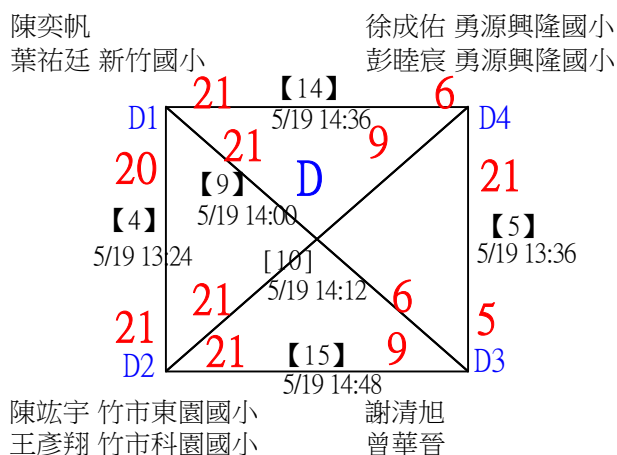 陳奕帆
葉祐廷 新竹國小
徐成佑 勇源興隆國小
彭睦宸 勇源興隆國小
21
【14】
6
D1
5/19 14:36
D4
21
9
20
【9】
D
21
5/19 14:00
【4】
【5】
5/19 13:24
5/19 13:36
[10]
21
5/19 14:12
6
21
5
21
【15】
9
D2
D3
5/19 14:48
陳竑宇 竹市東園國小
王彥翔 竹市科園國小
謝清旭
曾華晉